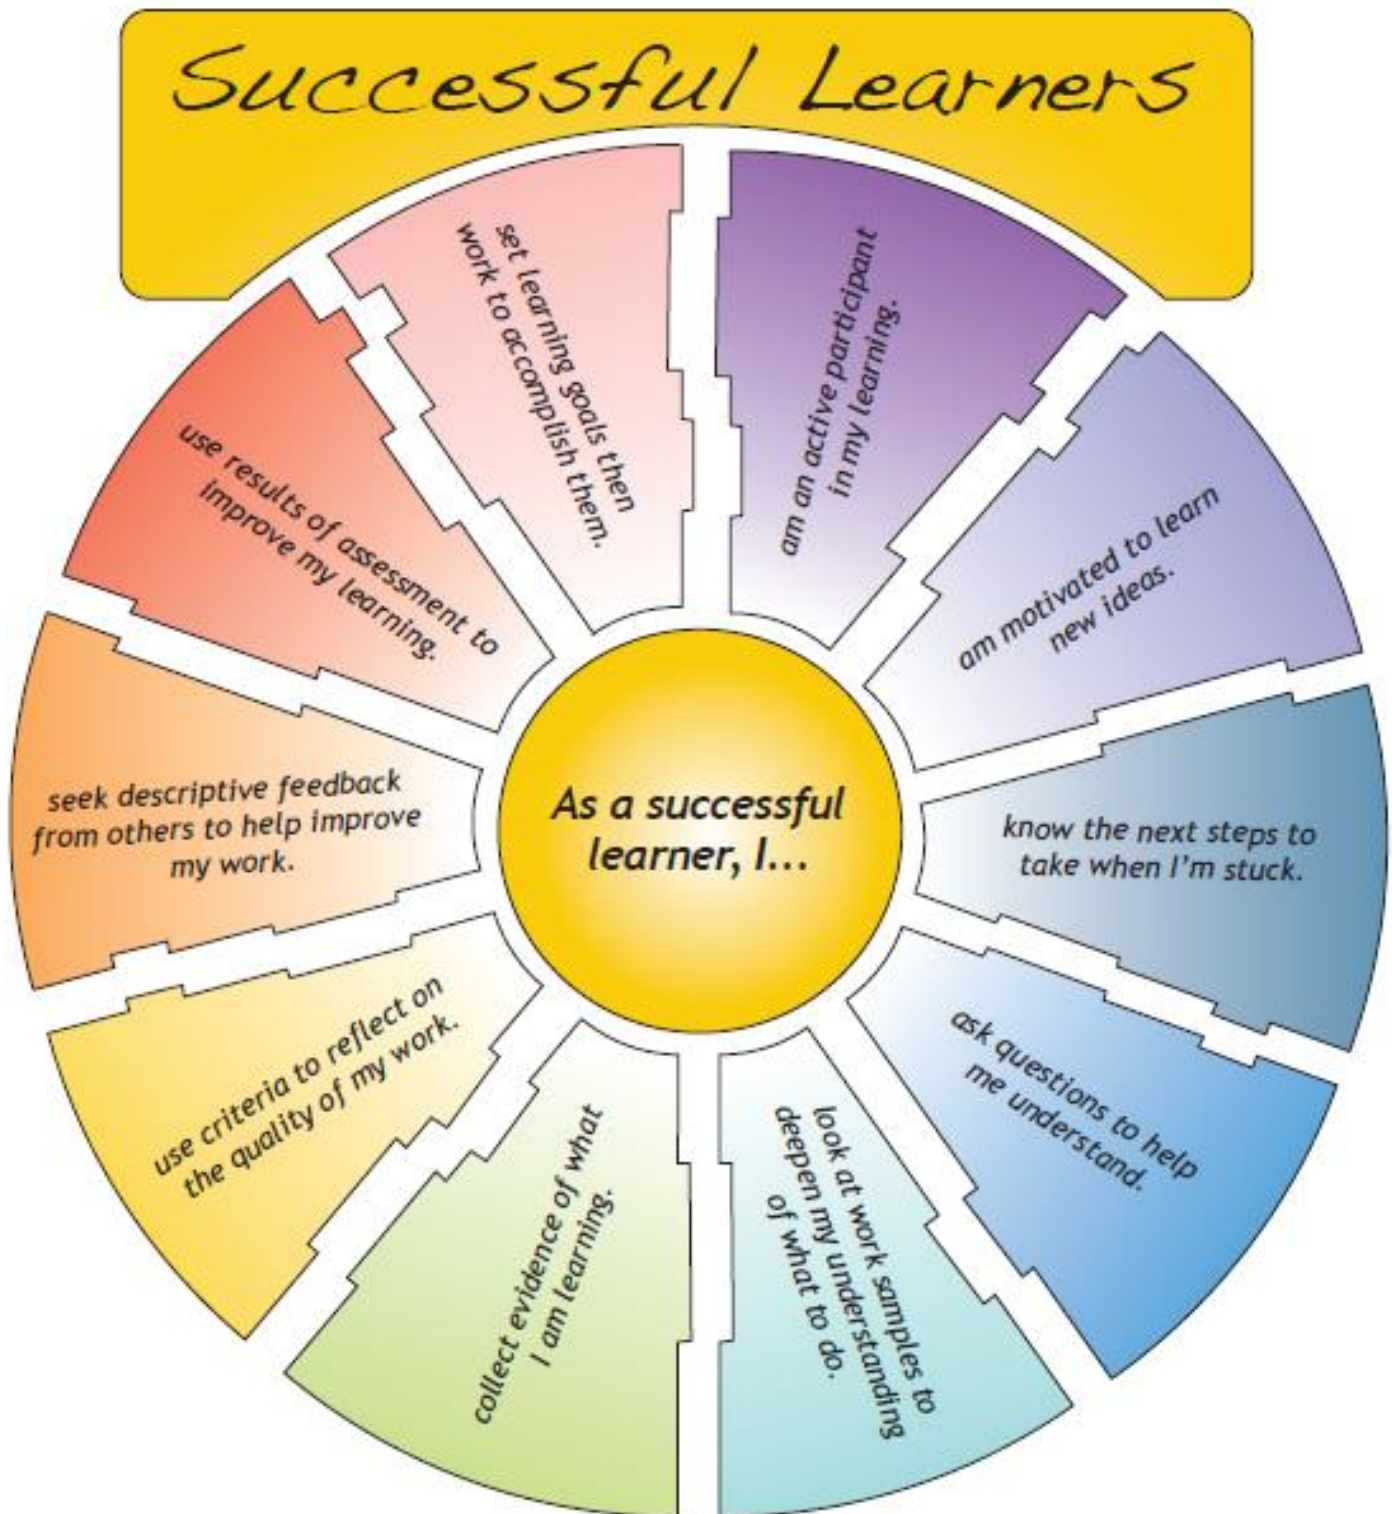 Successful Learners
As a successful
learner, I...
am an active participant
in my learning.
am motivated to learn
new ideas.
know the next steps to
take when I'm stuck.
ask questions to help
me understand.
look at work samples to
deepen my understanding
of what to do.
collect evidence of what
I am learning.
use criteria to reflect on
the quality of my work.
seek descriptive feedback
from others to help improve
my work.
use results of assessment to
improve my learning.
set learning goals then
work to accomplish them.